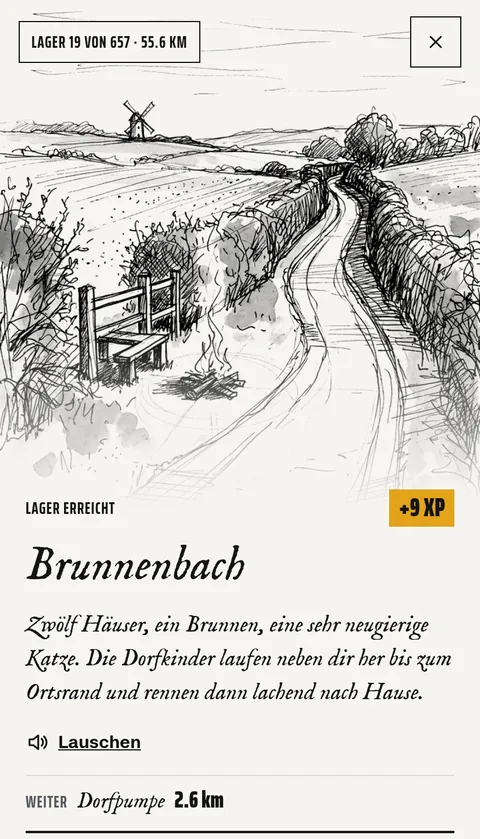 LAGER 19 VON 657 · 55.6 KM
LAGER ERREICHT
+9 XP
Brunnenbach
Zwölf Häuser, ein Brunnen, eine sehr neugierige
Katze. Die Dorfkinder laufen neben dir her bis zum
Ortsrand und rennen dann lachend nach Hause.
Lauschen
WEITER Dorfpumpe 2.6 km